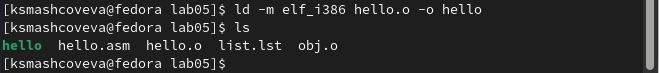 [ksmashcoveva@fedora lab05]$ ld -m elf_i386 hello.o -o hello
[ksmashcoveva@fedora lab05]$ ls
hello  hello.asm  hello.o  list.lst  obj.o
[ksmashcoveva@fedora lab05]$